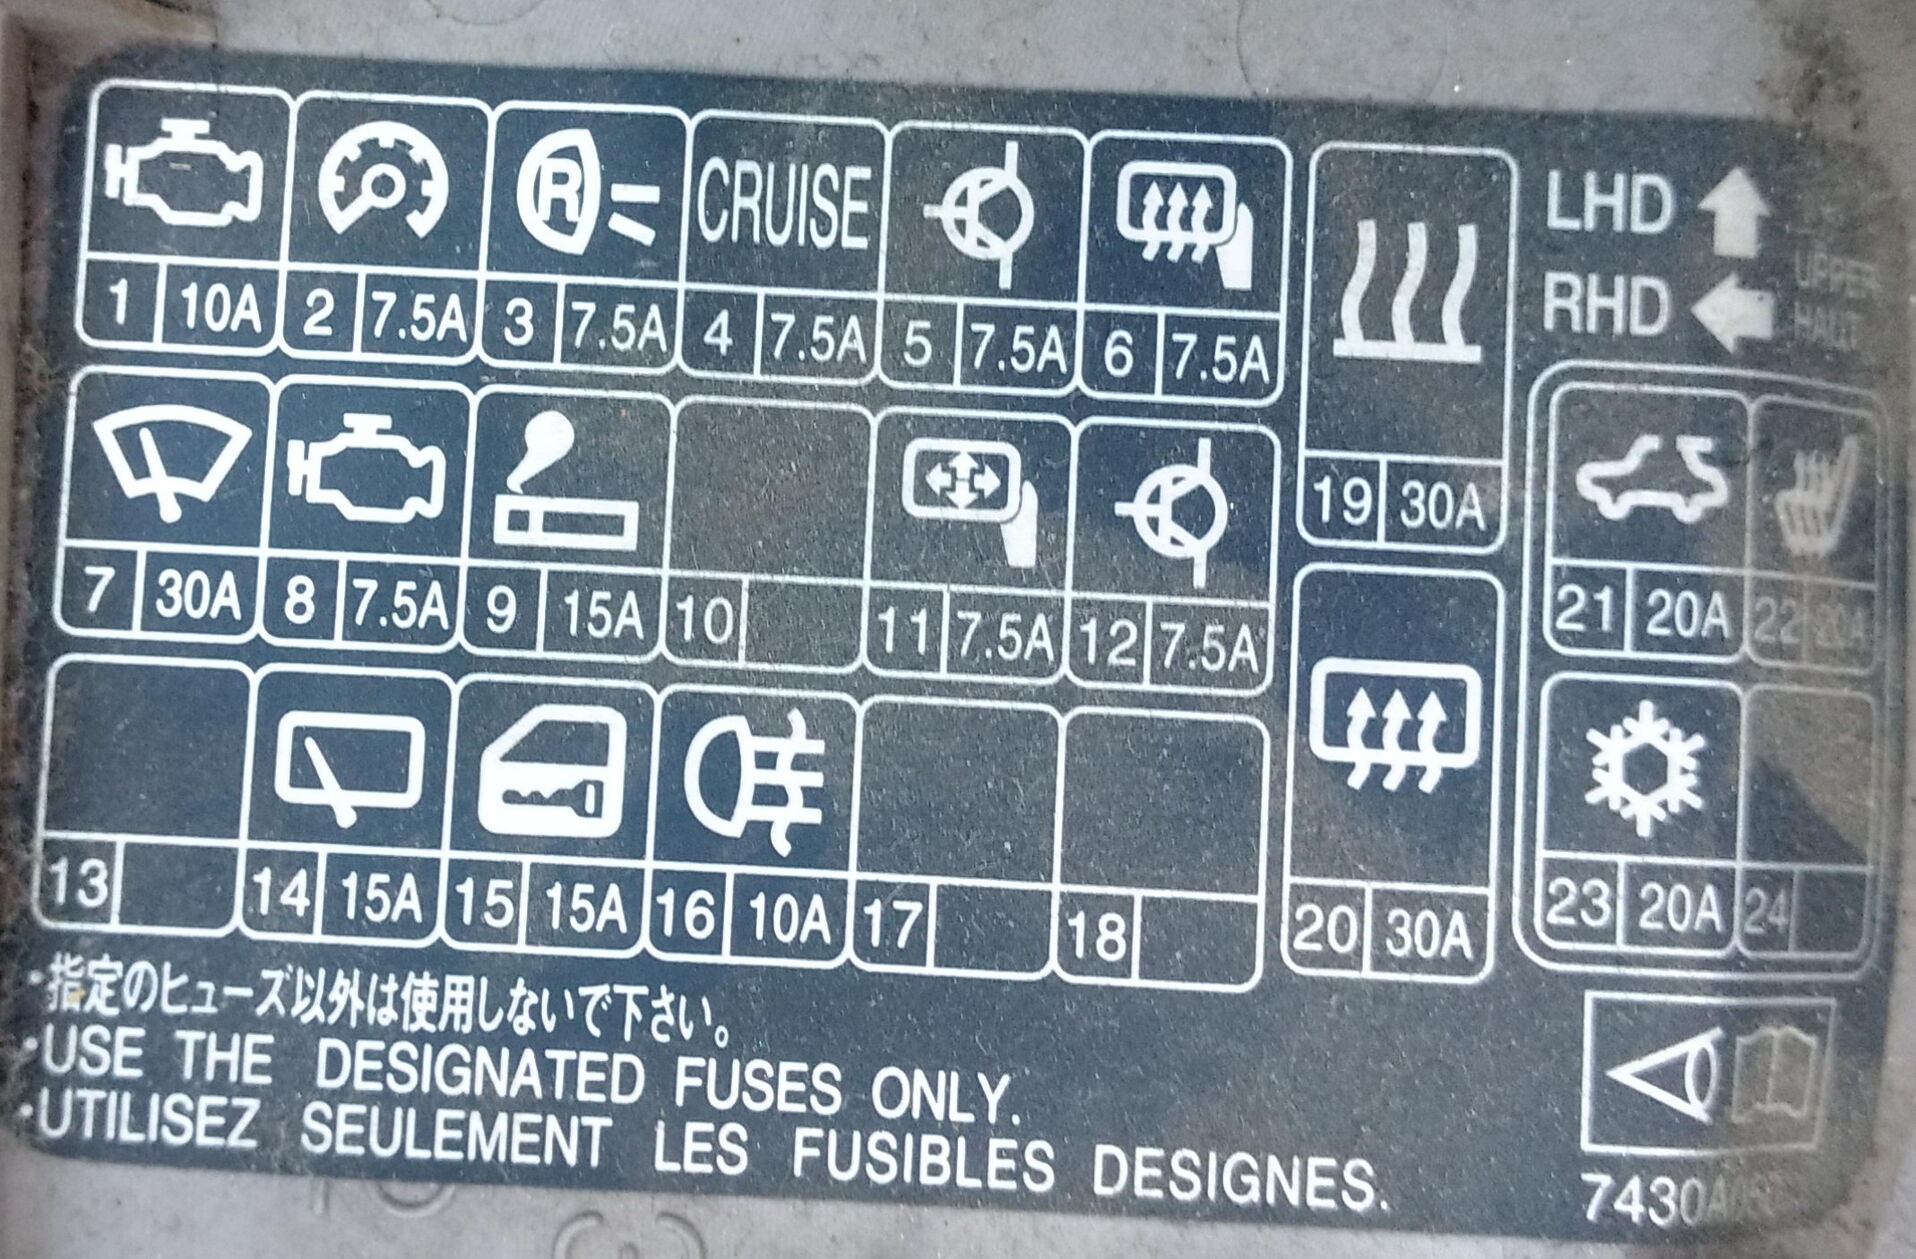 LHD
RHD
UPPER
CRUISE
1 10A 2 7.5A 3 7.5A 4 7.5A 5 7.5A 6 7.5A
19 30A
7 30A 8 7.5A 9 15A 10 11 7.5A 12 7.5A
21 20A 22 20A
13 14 15A 15 15A 16 10A 17 18
20 30A
23 20A 24
・指定のヒューズ以外は使用しないで下さい。
・USE THE DESIGNATED FUSES ONLY.
・UTILISEZ SEULEMENT LES FUSIBLES DESIGNES.